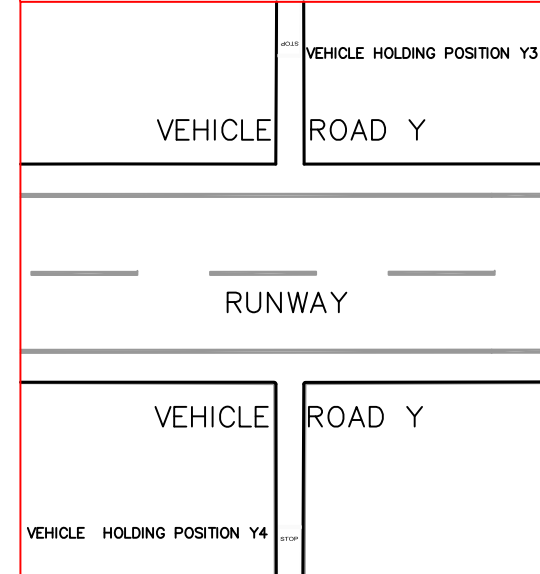 STOP
VEHICLE HOLDING POSITION Y3
VEHICLE ROAD Y
RUNWAY
VEHICLE ROAD Y
VEHICLE HOLDING POSITION Y4
STOP